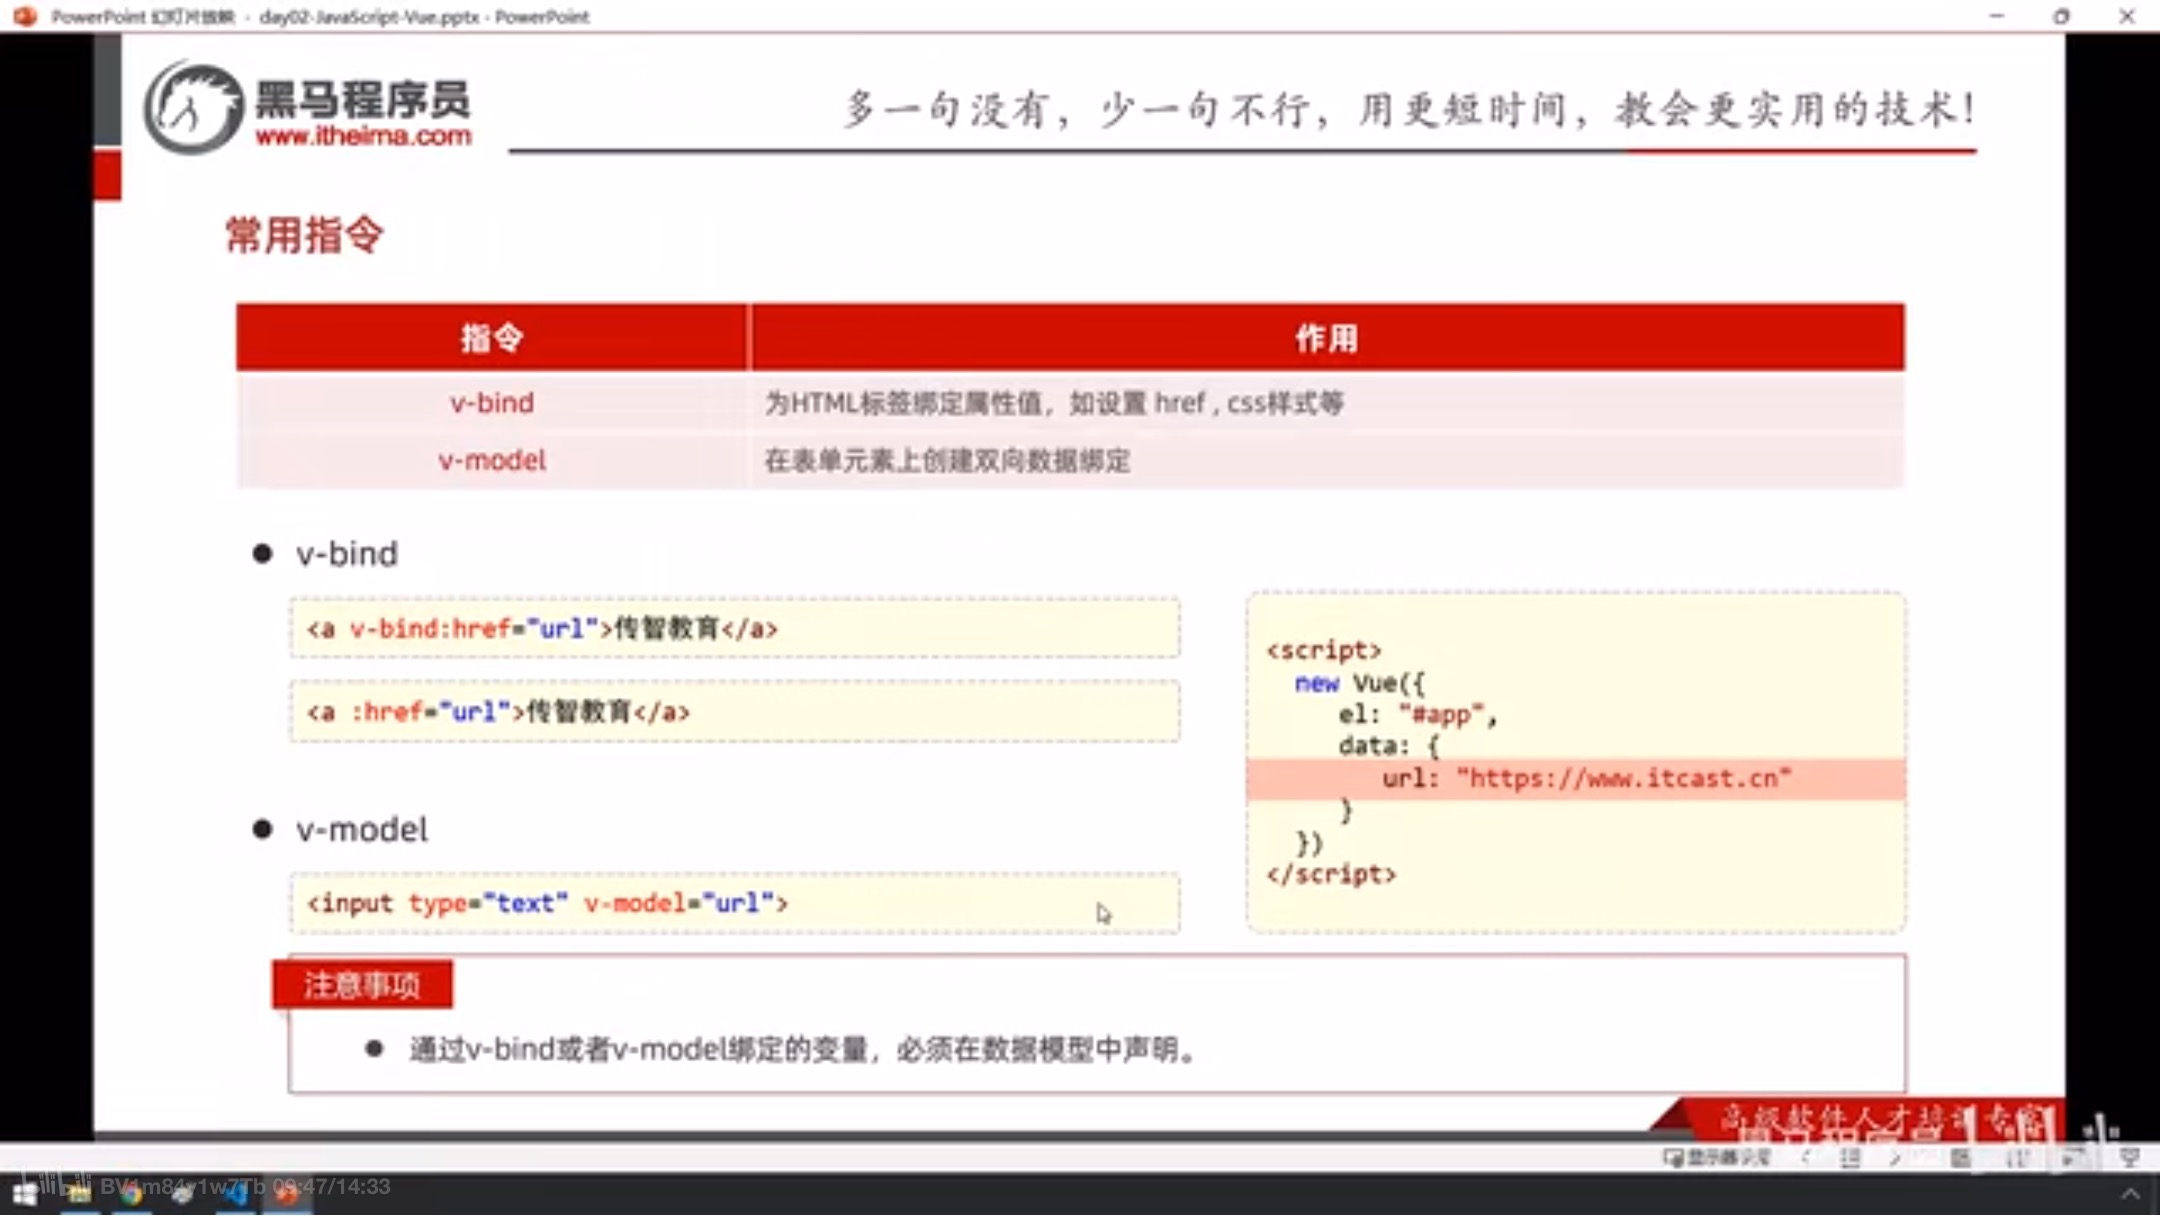 PowerPoint 幻灯片放映 - day02-JavaScript-Vue.pptx - PowerPoint
黑马程序员
www.itheima.com
多一句没有，少一句不行，用更短时间，教会更实用的技术！
常用指令
指令 作用
v-bind 为HTML标签绑定属性值，如设置 href , css样式等
v-model 在表单元素上创建双向数据绑定
v-bind
<a v-bind:href="url">传智教育</a>
<a :href="url">传智教育</a>
v-model
<input type="text" v-model="url">
<script>
new Vue({
el: "#app",
data: {
url: "https://www.itcast.cn"
}
})
</script>
注意事项
通过v-bind或者v-model绑定的变量，必须在数据模型中声明。
高级软件人才培训专家
bilibili BV1m84y1w7Tb 09:47/14:33